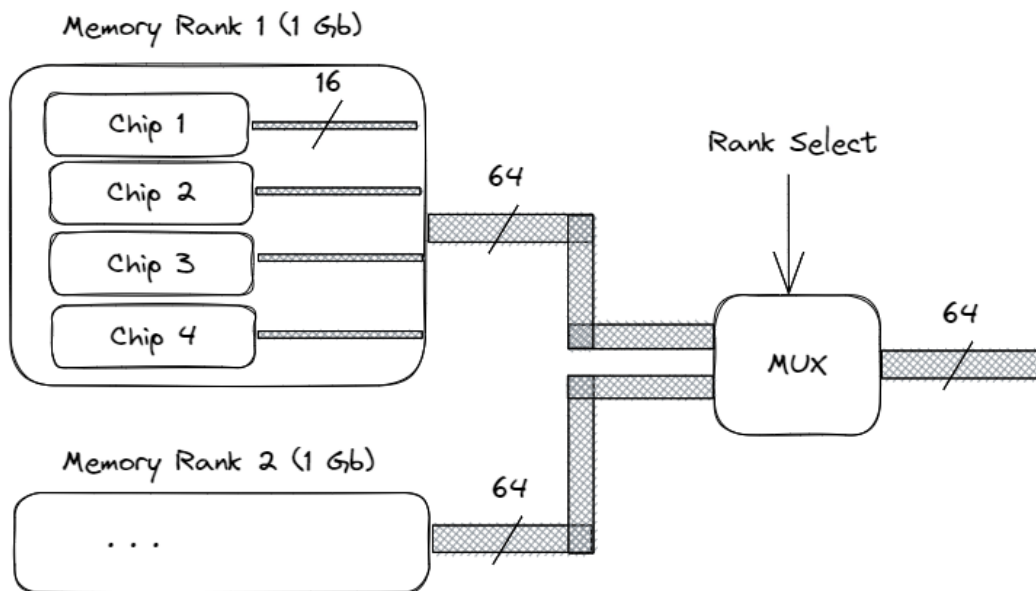 Memory Rank 1 (1 Gb)
16
Chip 1
Chip 2
Chip 3
Chip 4
64
Rank Select
MUX
64
Memory Rank 2 (1 Gb)
64
. . .